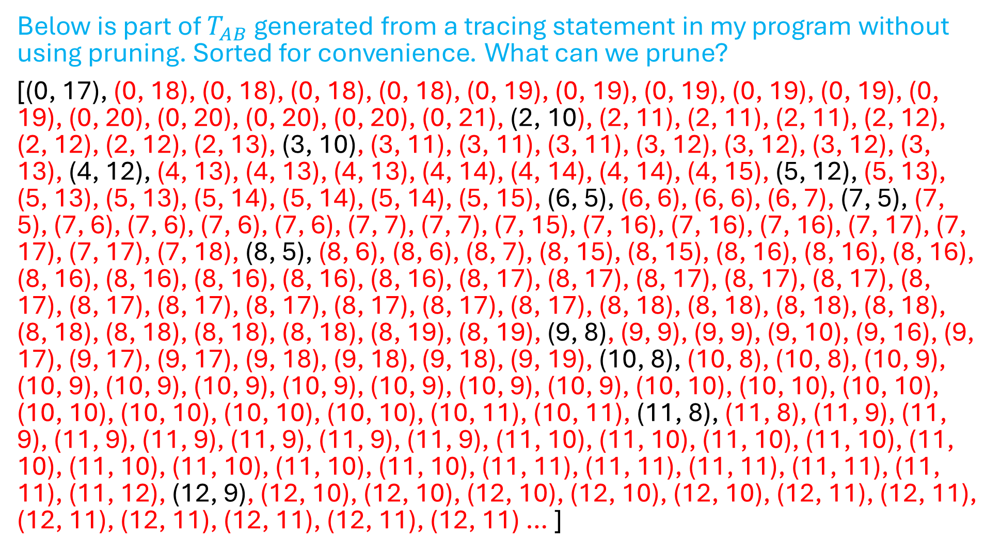 Below is part of T_AB generated from a tracing statement in my program without
using pruning. Sorted for convenience. What can we prune?
[(0, 17), (0, 18), (0, 18), (0, 18), (0, 18), (0, 19), (0, 19), (0, 19), (0, 19), (0, 19), (0,
19), (0, 20), (0, 20), (0, 20), (0, 20), (0, 21), (2, 10), (2, 11), (2, 11), (2, 11), (2, 12),
(2, 12), (2, 12), (2, 13), (3, 10), (3, 11), (3, 11), (3, 11), (3, 12), (3, 12), (3, 12), (3,
13), (4, 12), (4, 13), (4, 13), (4, 13), (4, 14), (4, 14), (4, 14), (4, 15), (5, 12), (5, 13),
(5, 13), (5, 13), (5, 14), (5, 14), (5, 14), (5, 15), (6, 5), (6, 6), (6, 6), (6, 7), (7, 5), (7,
5), (7, 6), (7, 6), (7, 6), (7, 6), (7, 7), (7, 7), (7, 15), (7, 16), (7, 16), (7, 16), (7, 17), (7,
17), (7, 17), (7, 18), (8, 5), (8, 6), (8, 6), (8, 7), (8, 15), (8, 15), (8, 16), (8, 16), (8, 16),
(8, 16), (8, 16), (8, 16), (8, 16), (8, 16), (8, 17), (8, 17), (8, 17), (8, 17), (8, 17), (8,
17), (8, 17), (8, 17), (8, 17), (8, 17), (8, 17), (8, 17), (8, 18), (8, 18), (8, 18), (8, 18),
(8, 18), (8, 18), (8, 18), (8, 18), (8, 19), (8, 19), (9, 8), (9, 9), (9, 9), (9, 10), (9, 16), (9,
17), (9, 17), (9, 17), (9, 18), (9, 18), (9, 18), (9, 19), (10, 8), (10, 8), (10, 8), (10, 9),
(10, 9), (10, 9), (10, 9), (10, 9), (10, 9), (10, 9), (10, 9), (10, 10), (10, 10), (10, 10),
(10, 10), (10, 10), (10, 10), (10, 10), (10, 11), (10, 11), (11, 8), (11, 8), (11, 9), (11,
9), (11, 9), (11, 9), (11, 9), (11, 9), (11, 9), (11, 10), (11, 10), (11, 10), (11, 10), (11,
10), (11, 10), (11, 10), (11, 10), (11, 10), (11, 11), (11, 11), (11, 11), (11, 11), (11,
11), (11, 12), (12, 9), (12, 10), (12, 10), (12, 10), (12, 10), (12, 10), (12, 11), (12, 11),
(12, 11), (12, 11), (12, 11), (12, 11), (12, 11) ... ]